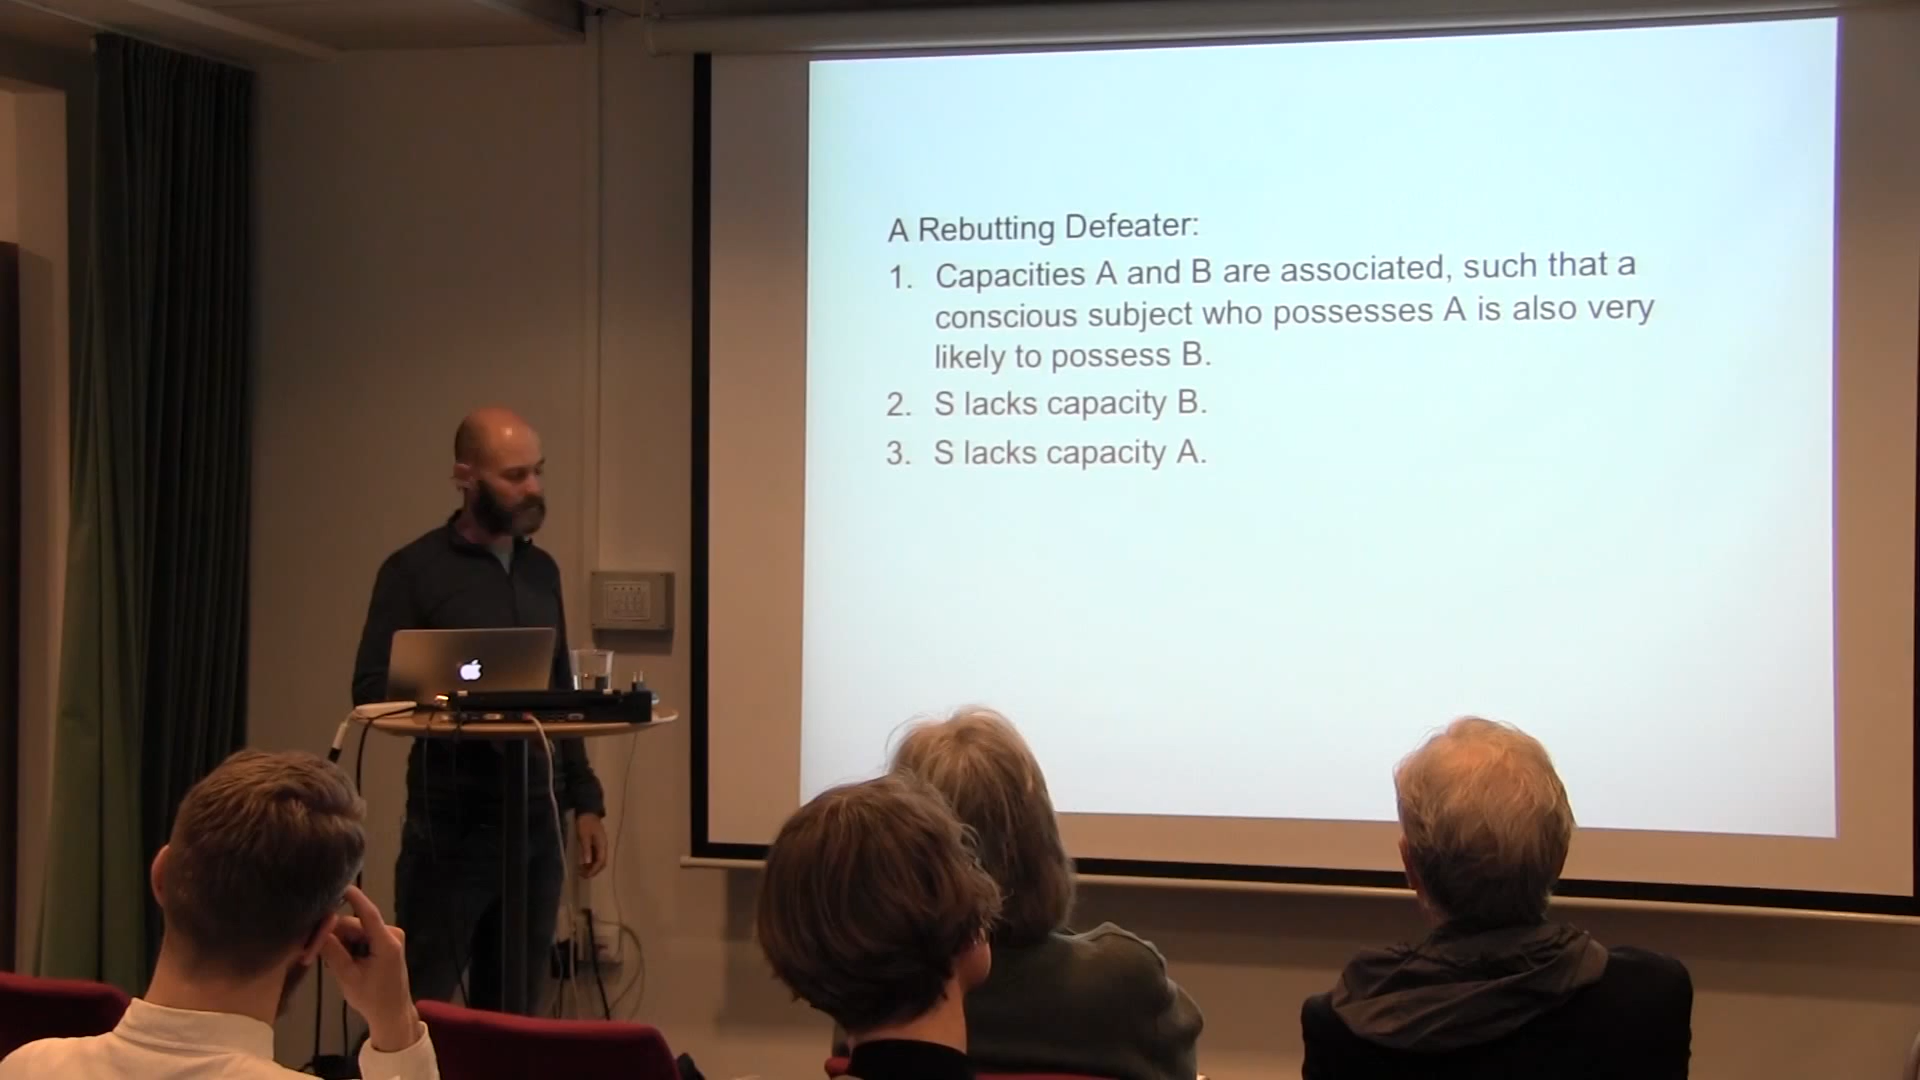 A Rebutting Defeater:
1. Capacities A and B are associated, such that a
conscious subject who possesses A is also very
likely to possess B.
2. S lacks capacity B.
3. S lacks capacity A.